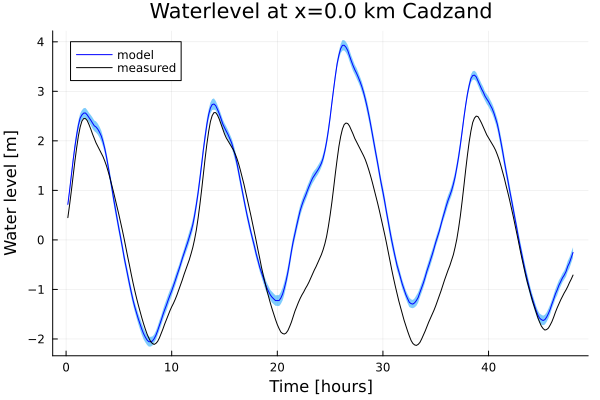 Waterlevel at x=0.0 km Cadzand
model
measured
Water level [m]
4
3
2
1
0
−1
−2
0 10 20 30 40
Time [hours]